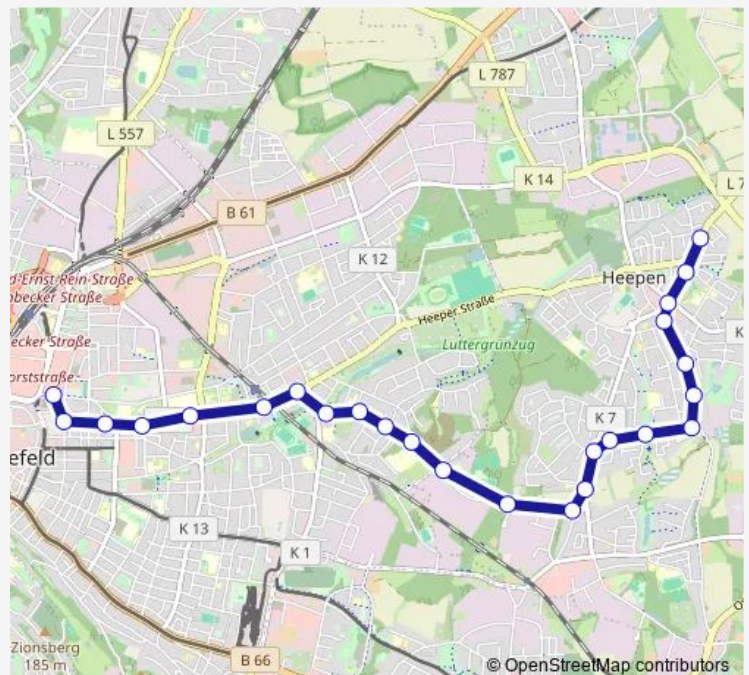 L 787
L 557
K 14
L 7
B 61
K 12
d-Ernst-Rein-Straße
becker Straße
Heepen
Heeper Straße
ecker Straße
Luttergrünzug
K
orststraße
K 7
efeld
K 13
K 1
Zionsberg
185 m
B 66
© OpenStreetMap contributors